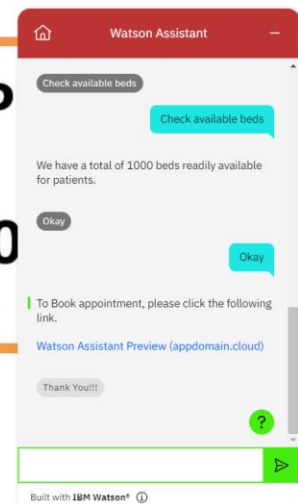 Watson Assistant
Check available beds
Check available beds
We have a total of 1000 beds readily available
for patients.
Okay
Okay
To Book appointment, please click the following
link.
Watson Assistant Preview (appdomain.cloud)
Thank You!!!
?
Built with IBM Watson®